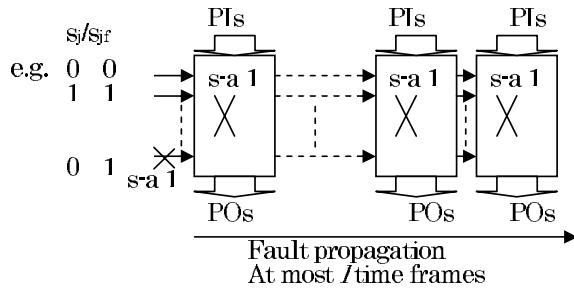 PIs PIs PIs
sj/sjf
e.g. 0 0
1 1
s-a 1 s-a 1 s-a 1
0 1
s-a 1
POs POs POs
Fault propagation
At most l time frames